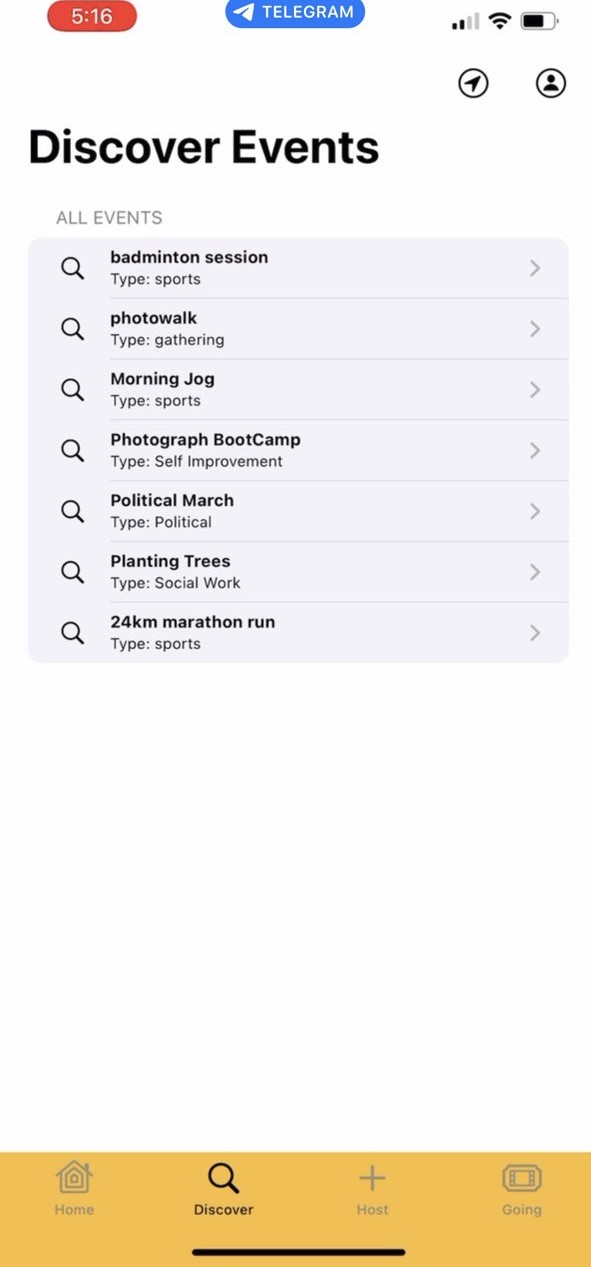 5:16
TELEGRAM
Discover Events
ALL EVENTS
badminton session
Type: sports
photowalk
Type: gathering
Morning Jog
Type: sports
Photograph BootCamp
Type: Self Improvement
Political March
Type: Political
Planting Trees
Type: Social Work
24km marathon run
Type: sports
Home
Discover
Host
Going